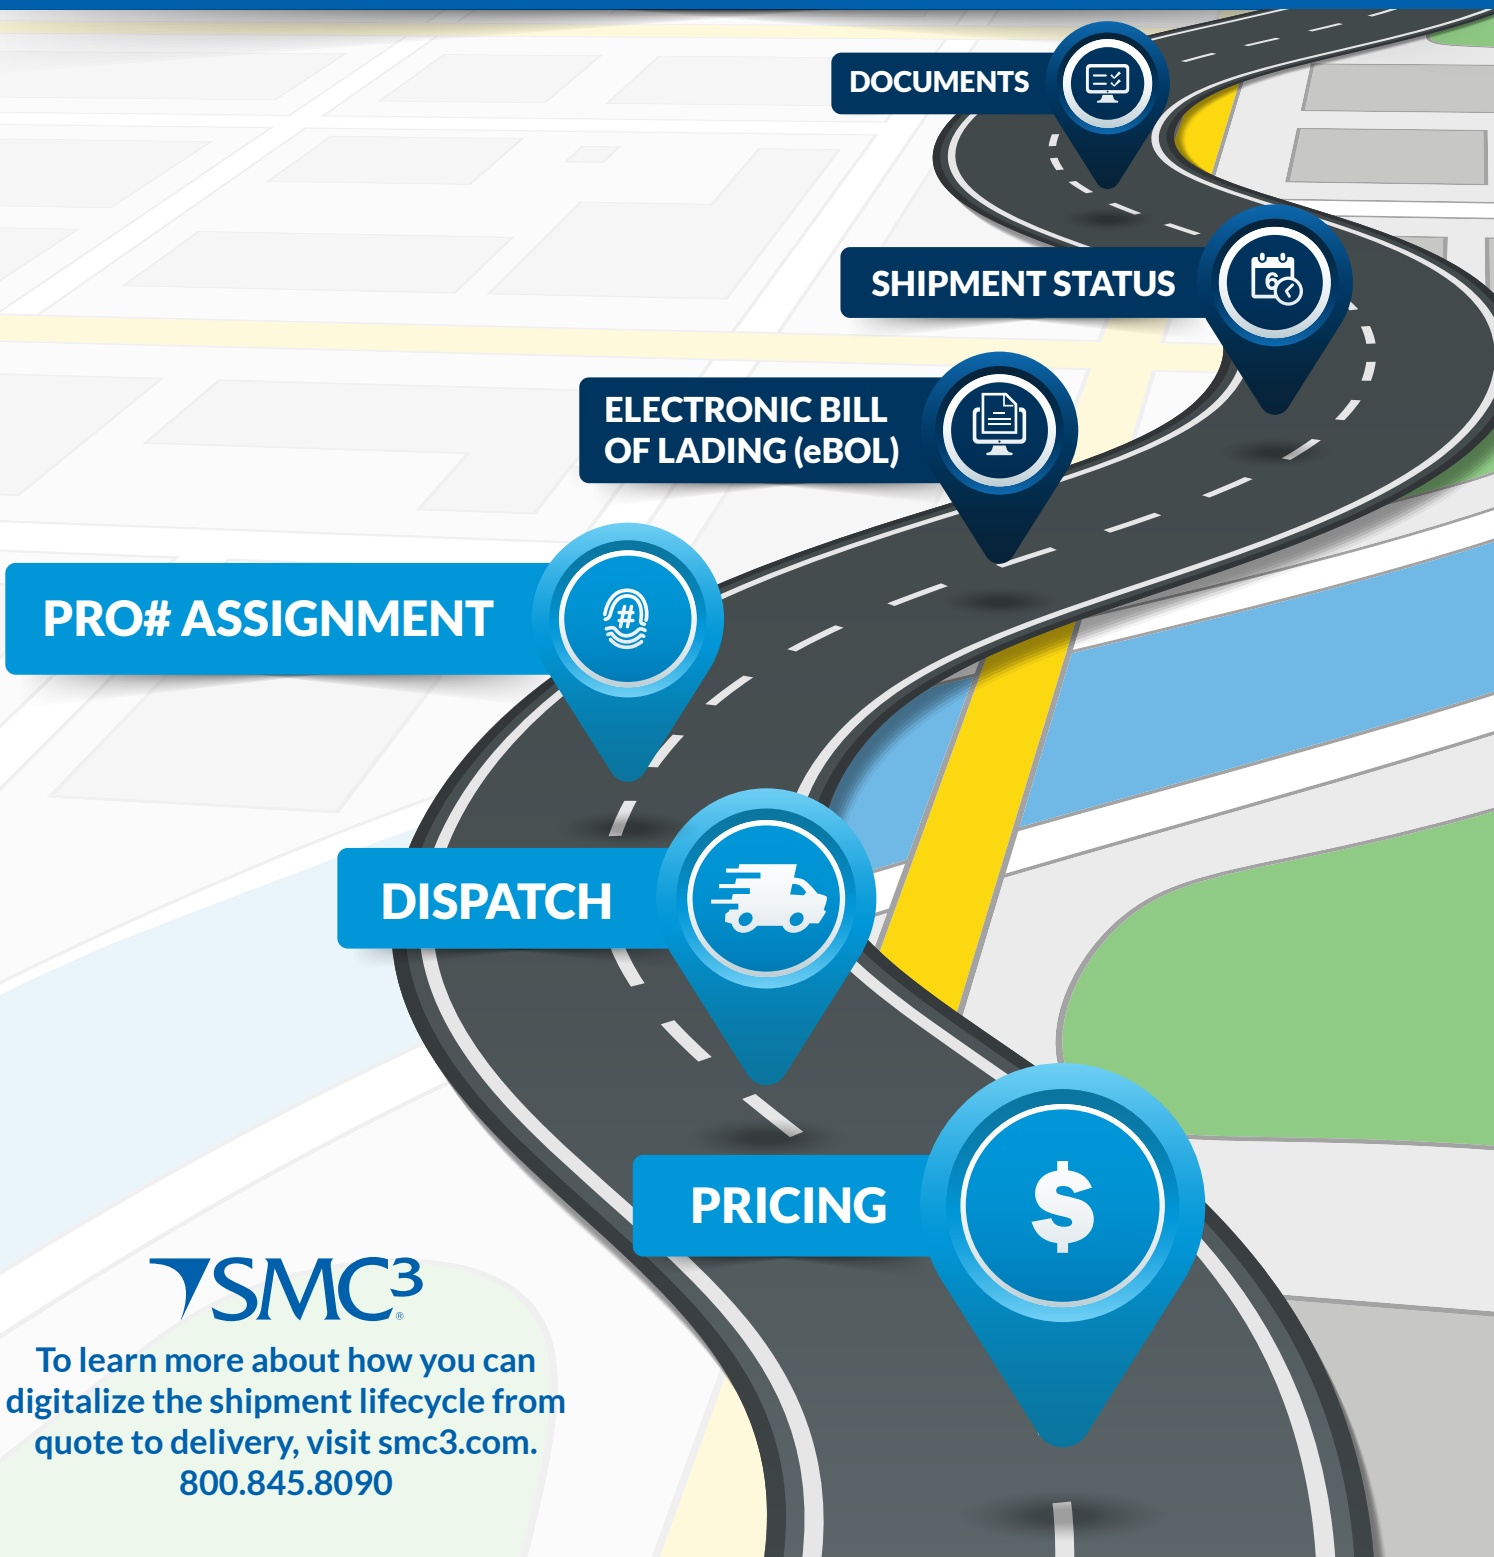 DOCUMENTS
6
SHIPMENT STATUS
ELECTRONIC BILL
OF LADING (eBOL)
PRO# ASSIGNMENT
#
DISPATCH
PRICING
$
SMC³®
To learn more about how you can
digitalize the shipment lifecycle from
quote to delivery, visit smc3.com.
800.845.8090